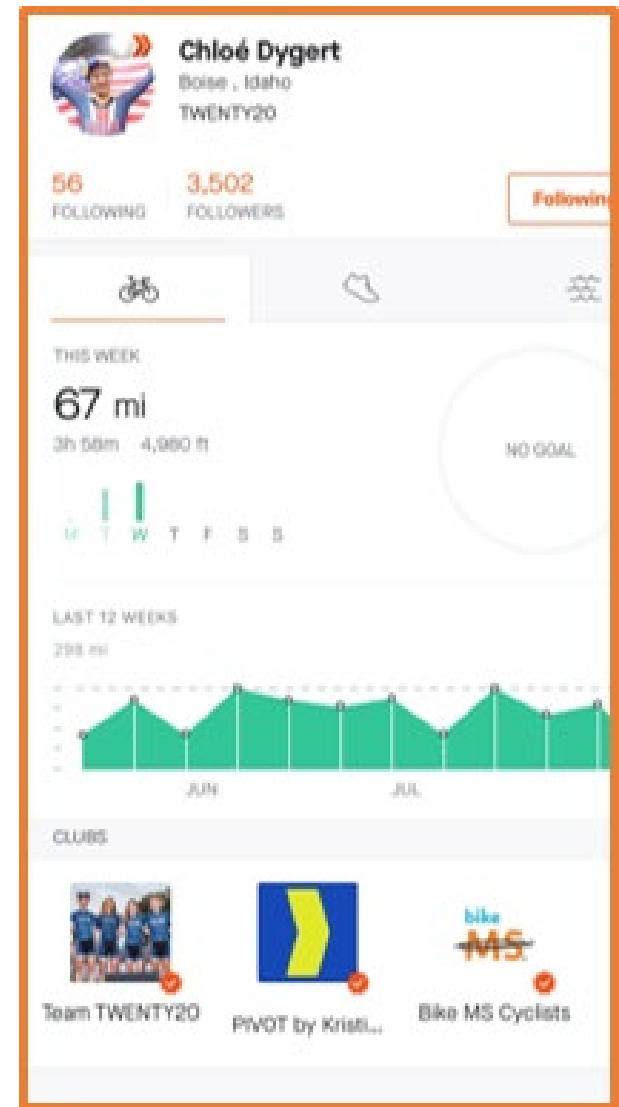 Chloé Dygert
Boise , Idaho
TWENTY20
56
FOLLOWING
3,502
FOLLOWERS
Following
THIS WEEK
67 mi
3h 58m 4,980 ft
NO GOAL
M T W T F S S
LAST 12 WEEKS
298 mi
JUN JUL
CLUBS
bike
MS
Team TWENTY20
PIVOT by Kristi...
Bike MS Cyclists